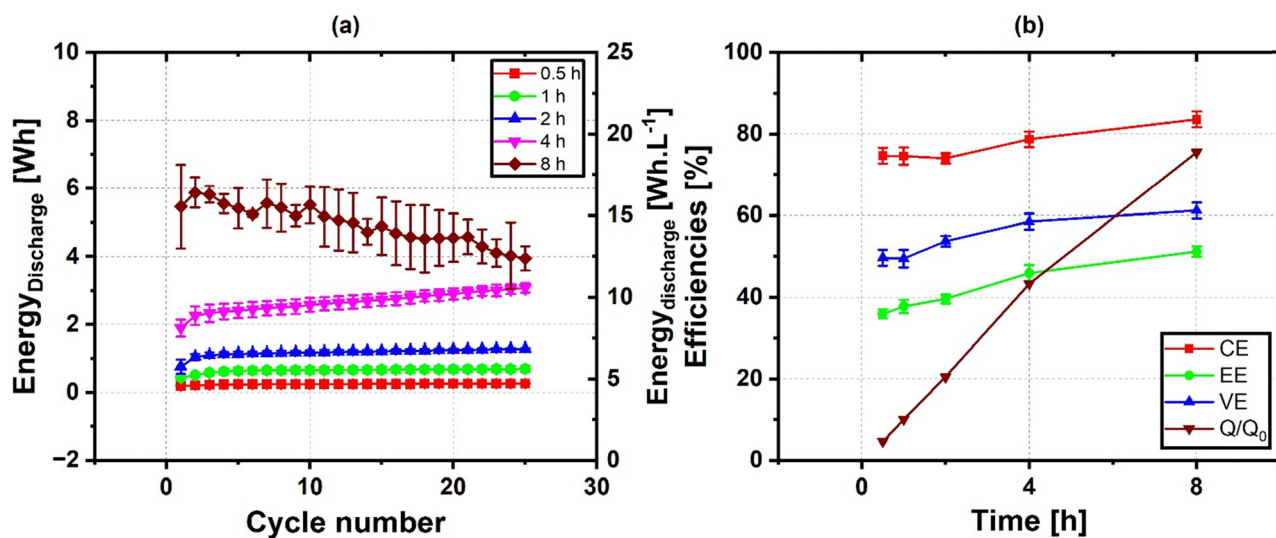 (a)
Energy_Discharge [Wh]
10
8
6
4
2
0
−2
0
10
20
30
Cycle number
25
20
15
10
5
0
Energy_discharge [Wh.L⁻¹]
0.5 h
1 h
2 h
4 h
8 h
(b)
Efficiencies [%]
100
80
60
40
20
0
0
4
8
Time [h]
CE
EE
VE
Q/Q₀